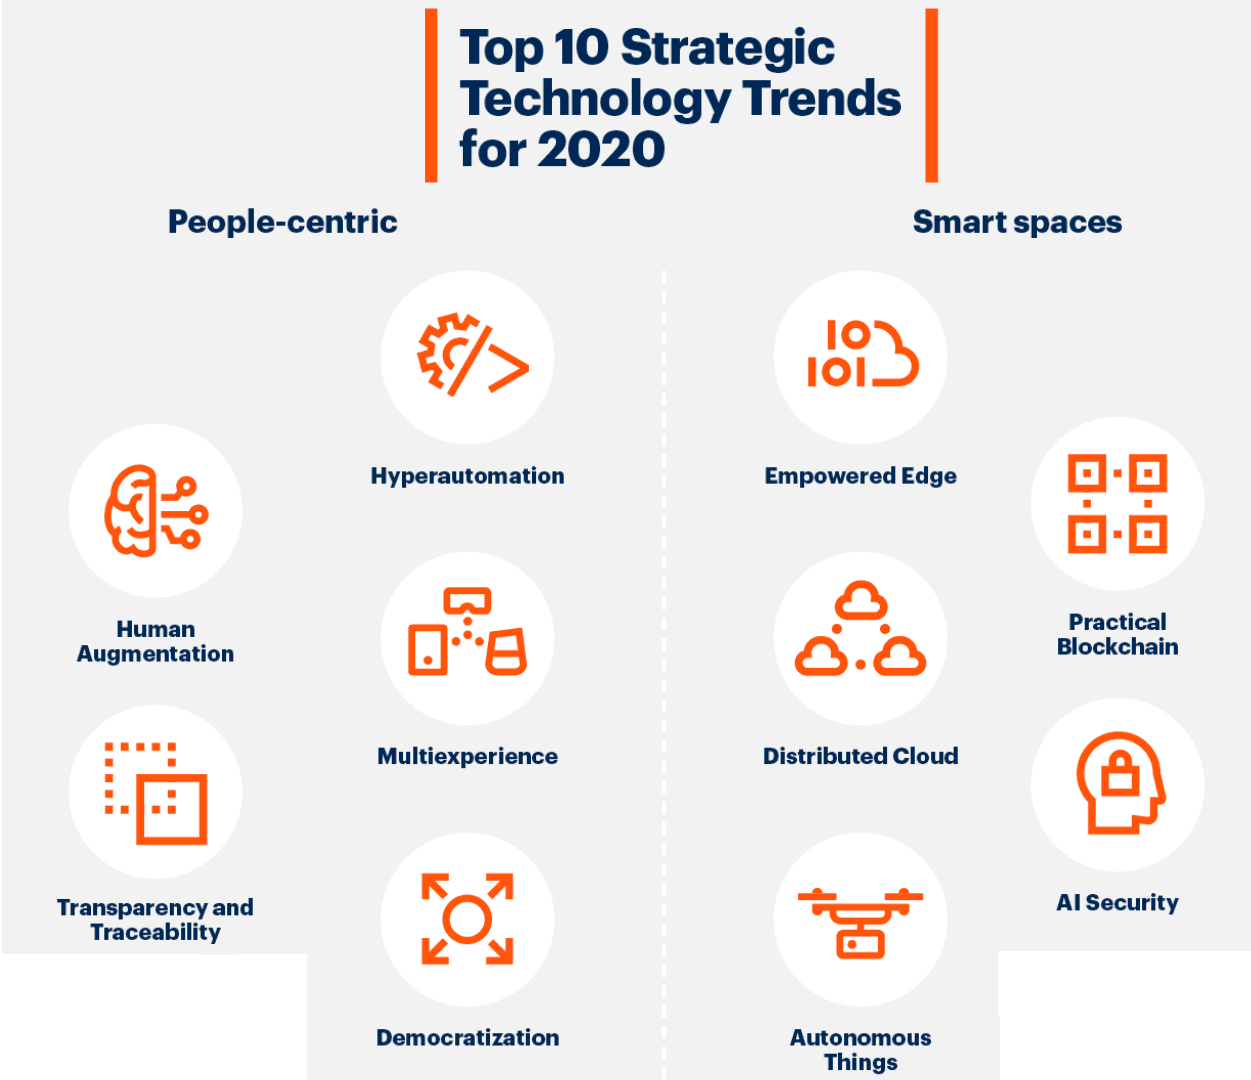 Top 10 Strategic
Technology Trends
for 2020
People-centric
Smart spaces
Hyperautomation
Empowered Edge
Human
Augmentation
Practical
Blockchain
Multiexperience
Distributed Cloud
Transparency and
Traceability
AI Security
Democratization
Autonomous
Things